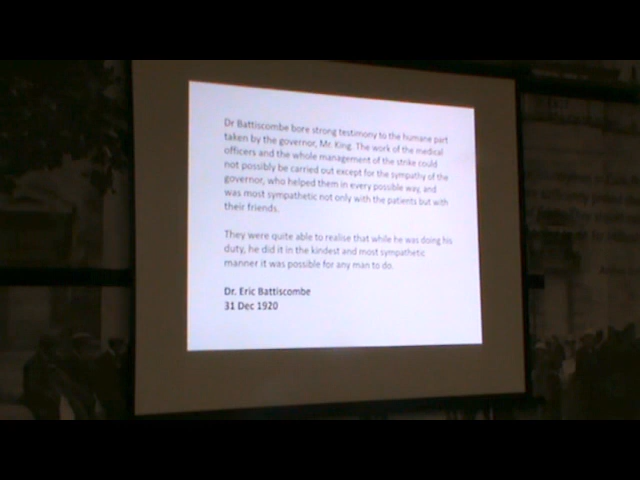 Dr Battiscombe bore strong testimony to the humane part
taken by the governor, Mr. King. The work of the medical
officers and the whole management of the strike could
not possibly be carried out except for the sympathy of the
governor, who helped them in every possible way, and
was most sympathetic not only with the patients but with
their friends.
They were quite able to realise that while he was doing his
duty, he did it in the kindest and most sympathetic
manner it was possible for any man to do.
Dr. Eric Battiscombe
31 Dec 1920